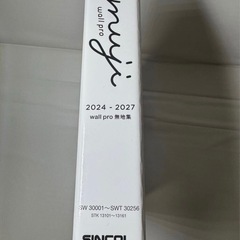 muji
wall pro
2024 - 2027
wall pro 無地集
SW 30001〜SWT 30256
STK 13101〜13161
SINCOL